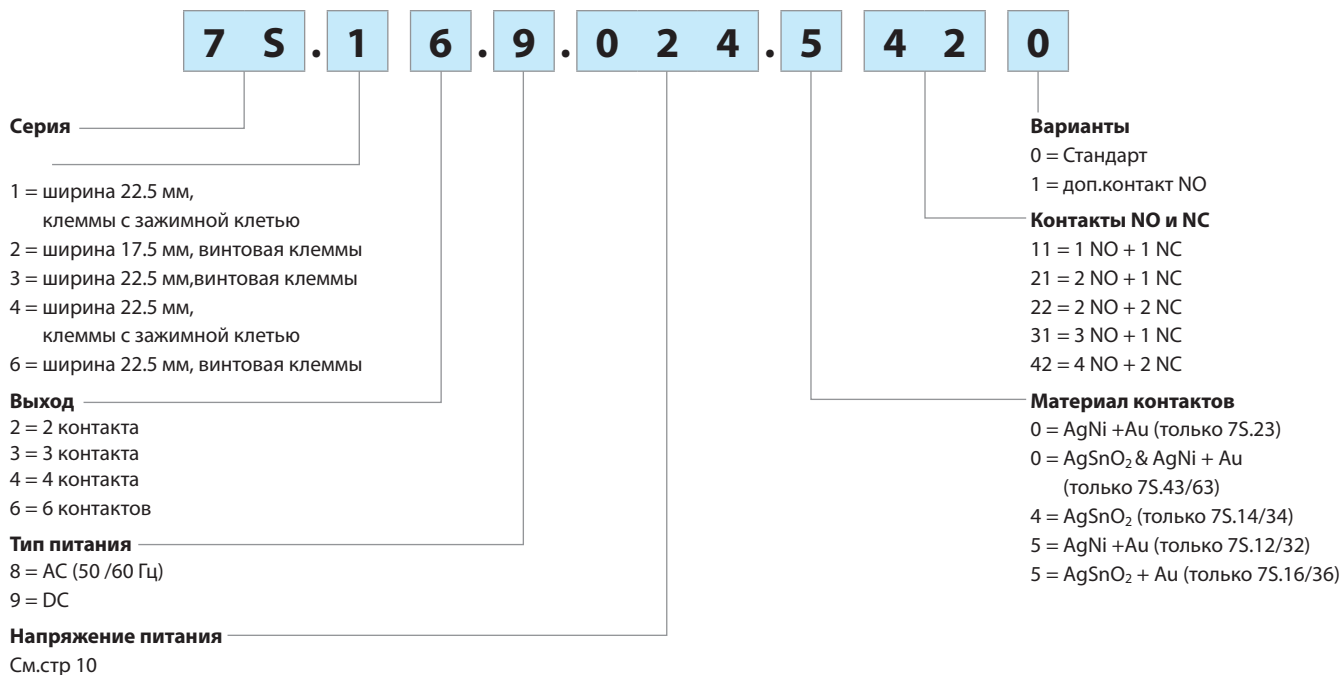 7 S . 1 6 . 9 . 0 2 4 . 5 4 2 0
Серия
1 = ширина 22.5 мм,
клеммы с зажимной клетью
2 = ширина 17.5 мм, винтовая клеммы
3 = ширина 22.5 мм,винтовая клеммы
4 = ширина 22.5 мм,
клеммы с зажимной клетью
6 = ширина 22.5 мм, винтовая клеммы
Выход
2 = 2 контакта
3 = 3 контакта
4 = 4 контакта
6 = 6 контактов
Тип питания
8 = AC (50 /60 Гц)
9 = DC
Напряжение питания
См.стр 10
Варианты
0 = Стандарт
1 = доп.контакт NO
Контакты NO и NC
11 = 1 NO + 1 NC
21 = 2 NO + 1 NC
22 = 2 NO + 2 NC
31 = 3 NO + 1 NC
42 = 4 NO + 2 NC
Материал контактов
0 = AgNi +Au (только 7S.23)
0 = AgSnO₂ & AgNi + Au
(только 7S.43/63)
4 = AgSnO₂ (только 7S.14/34)
5 = AgNi +Au (только 7S.12/32)
5 = AgSnO₂ + Au (только 7S.16/36)